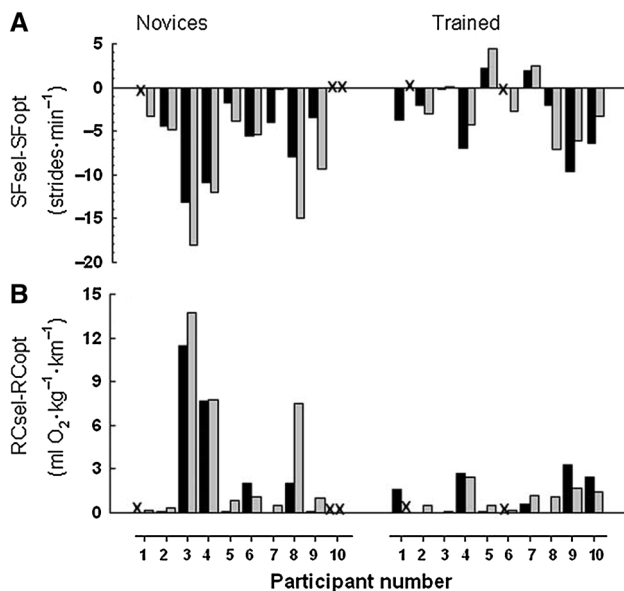 A
Novices
Trained
SFsel-SFopt
(strides·min⁻¹)
5
0
−5
−10
−15
−20
X
X X
X
X
B
RCsel-RCopt
(ml O₂·kg⁻¹·km⁻¹)
15
12
9
6
3
0
X
X X
X
X
1 2 3 4 5 6 7 8 9 10
1 2 3 4 5 6 7 8 9 10
Participant number